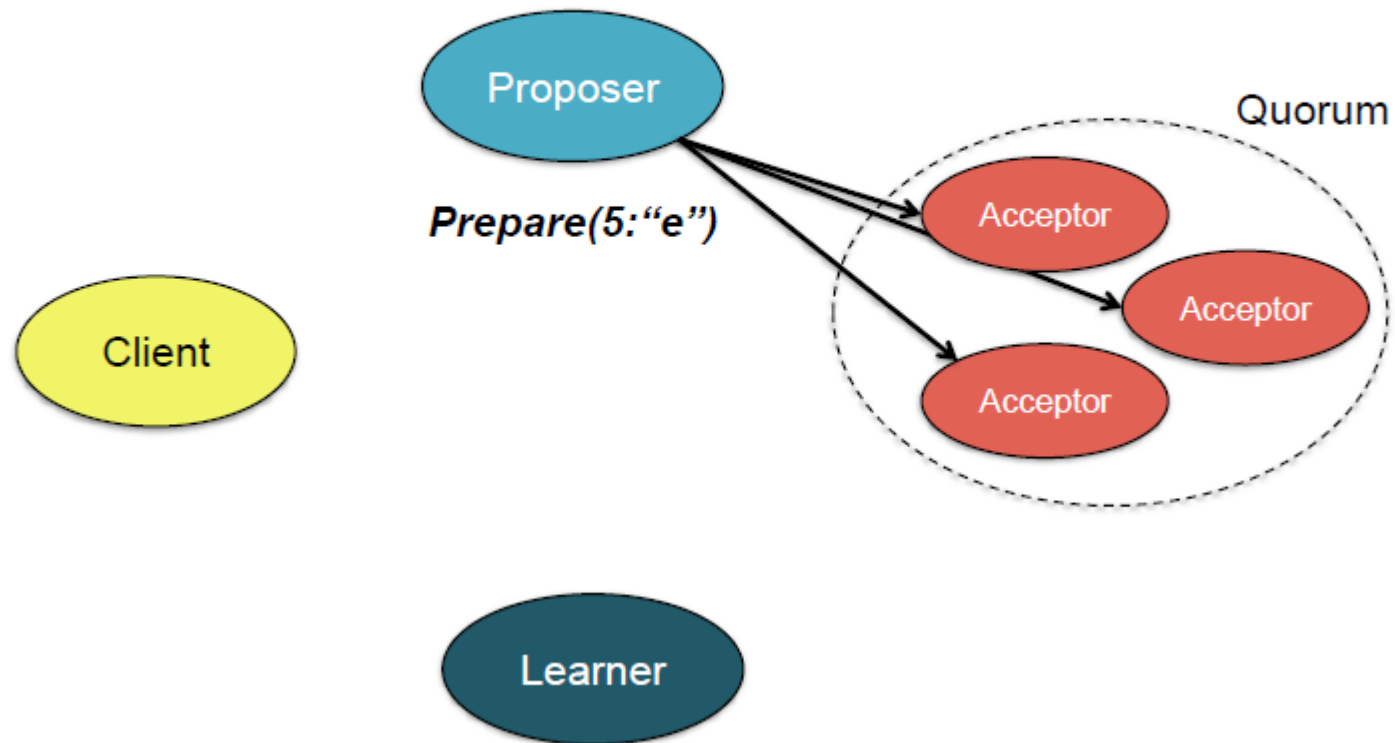 Proposer
Quorum
Acceptor
Prepare(5:“e”)
Acceptor
Client
Acceptor
Learner